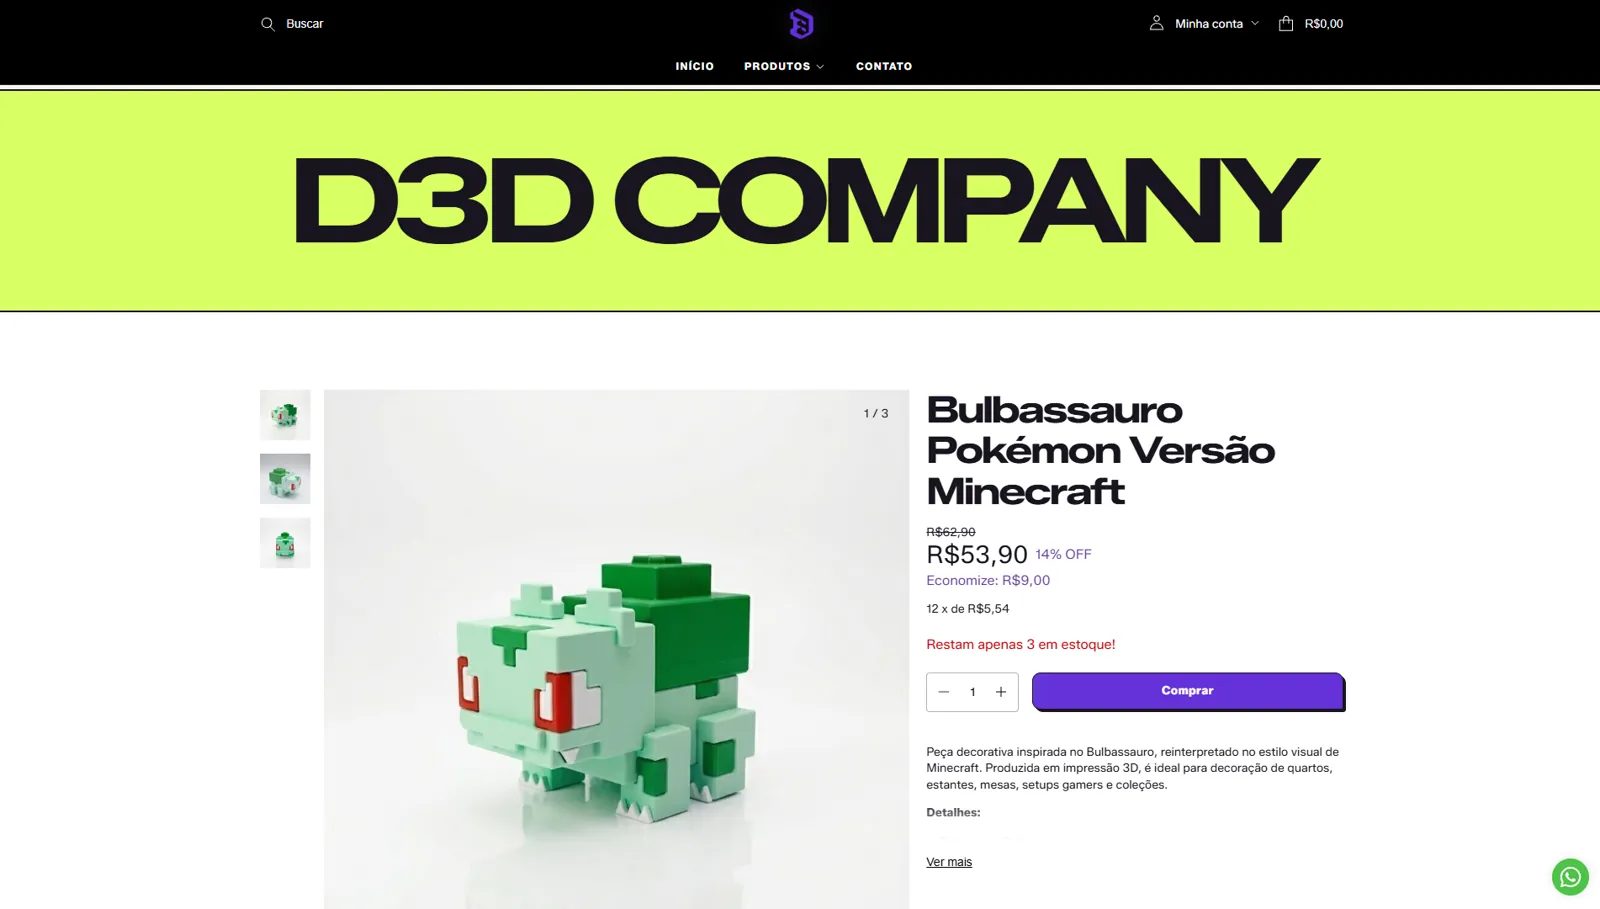 Buscar
Minha conta
R$0,00
INÍCIO
PRODUTOS
CONTATO
D3D COMPANY
1 / 3
Bulbassauro
Pokémon Versão
Minecraft
R$62,90
R$53,90 14% OFF
Economize: R$9,00
12 x de R$5,54
Restam apenas 3 em estoque!
1
Comprar
Peça decorativa inspirada no Bulbassauro, reinterpretado no estilo visual de
Minecraft. Produzida em impressão 3D, é ideal para decoração de quartos,
estantes, mesas, setups gamers e coleções.
Detalhes:
Ver mais